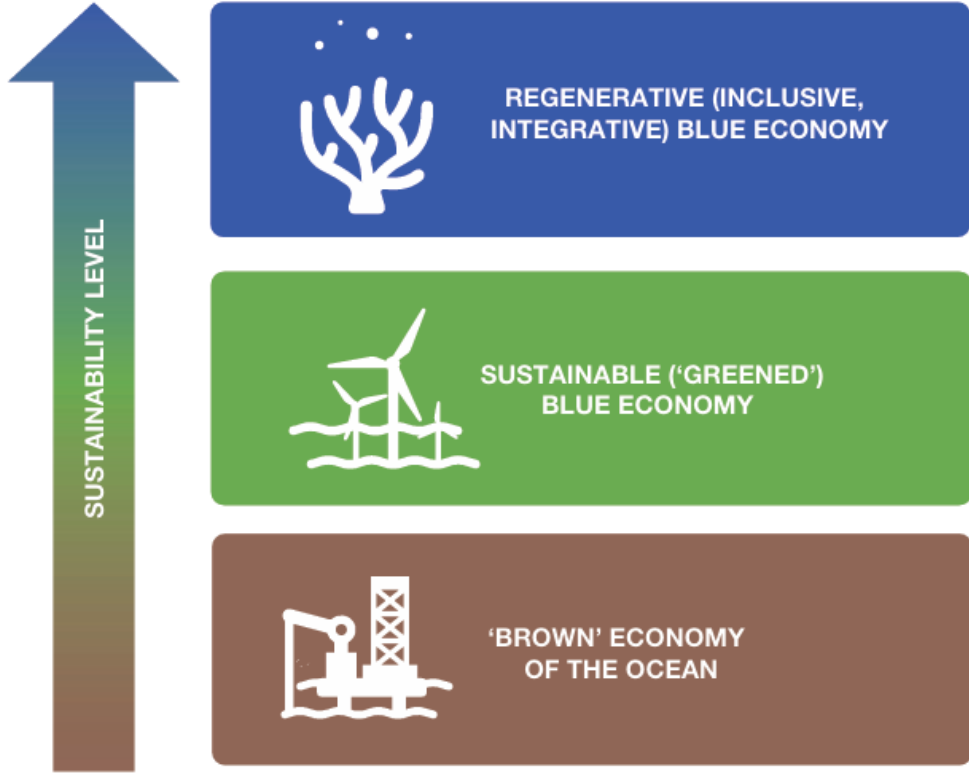 SUSTAINABILITY LEVEL
REGENERATIVE (INCLUSIVE,
INTEGRATIVE) BLUE ECONOMY
SUSTAINABLE (‘GREENED’)
BLUE ECONOMY
‘BROWN’ ECONOMY
OF THE OCEAN